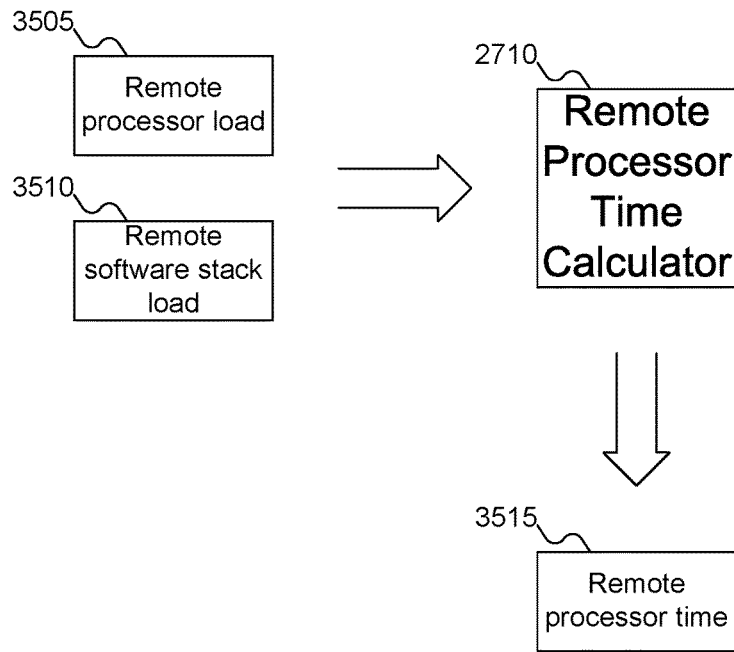 3505
Remote
processor load
3510
Remote
software stack
load
2710
Remote
Processor
Time
Calculator
3515
Remote
processor time